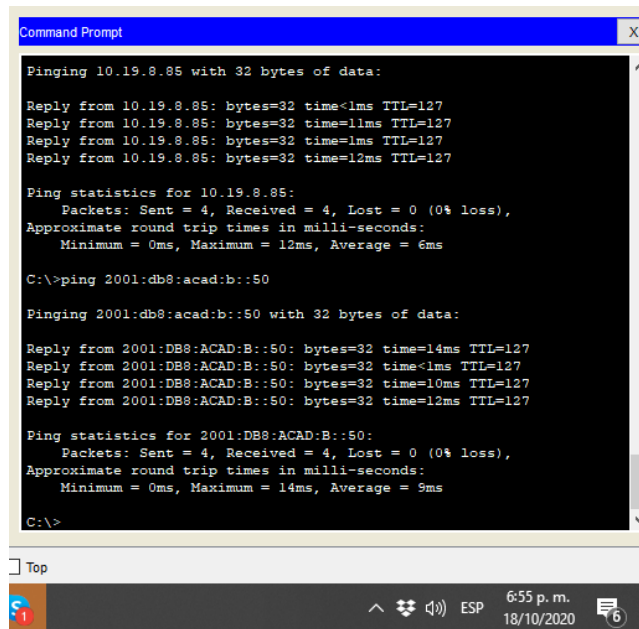 Command Prompt
X
Pinging 10.19.8.85 with 32 bytes of data:
Reply from 10.19.8.85: bytes=32 time<1ms TTL=127
Reply from 10.19.8.85: bytes=32 time=11ms TTL=127
Reply from 10.19.8.85: bytes=32 time=1ms TTL=127
Reply from 10.19.8.85: bytes=32 time=12ms TTL=127
Ping statistics for 10.19.8.85:
Packets: Sent = 4, Received = 4, Lost = 0 (0% loss),
Approximate round trip times in milli-seconds:
Minimum = 0ms, Maximum = 12ms, Average = 6ms
C:\>ping 2001:db8:acad:b::50
Pinging 2001:db8:acad:b::50 with 32 bytes of data:
Reply from 2001:DB8:ACAD:B::50: bytes=32 time=14ms TTL=127
Reply from 2001:DB8:ACAD:B::50: bytes=32 time<1ms TTL=127
Reply from 2001:DB8:ACAD:B::50: bytes=32 time=10ms TTL=127
Reply from 2001:DB8:ACAD:B::50: bytes=32 time=12ms TTL=127
Ping statistics for 2001:DB8:ACAD:B::50:
Packets: Sent = 4, Received = 4, Lost = 0 (0% loss),
Approximate round trip times in milli-seconds:
Minimum = 0ms, Maximum = 14ms, Average = 9ms
C:\>
Top
S 1
ESP
6:55 p. m.
18/10/2020
6